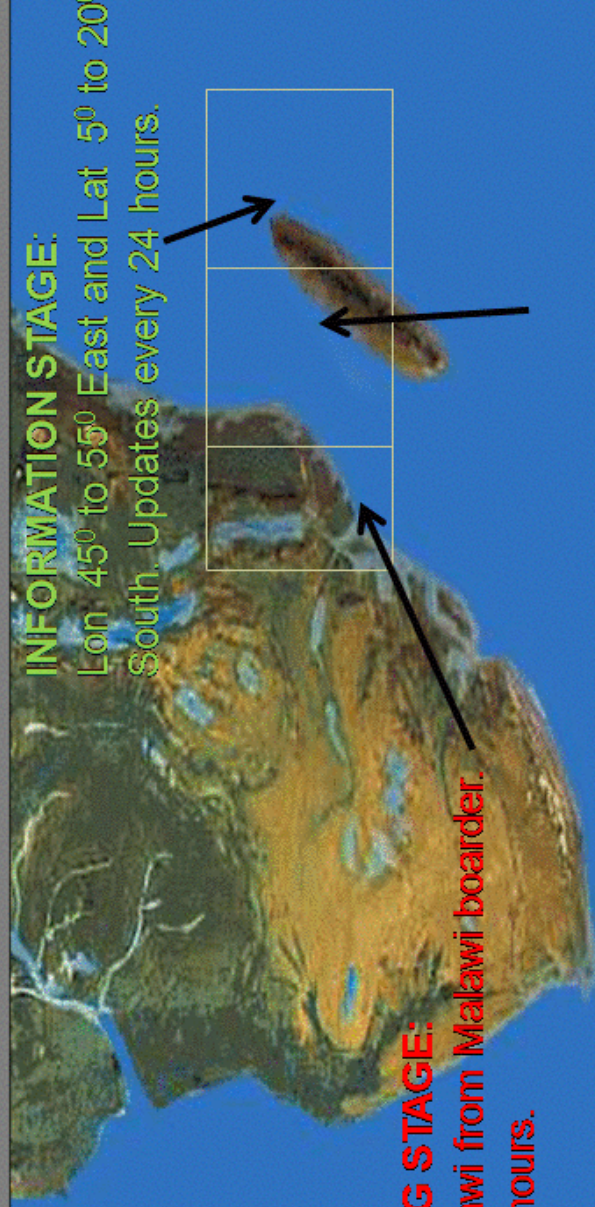 INFORMATION STAGE:
Lon 45⁰ to 55⁰ East and Lat 5⁰ to 20⁰
South. Updates every 24 hours.
G STAGE:
wi from Malawi boarder.
hours.